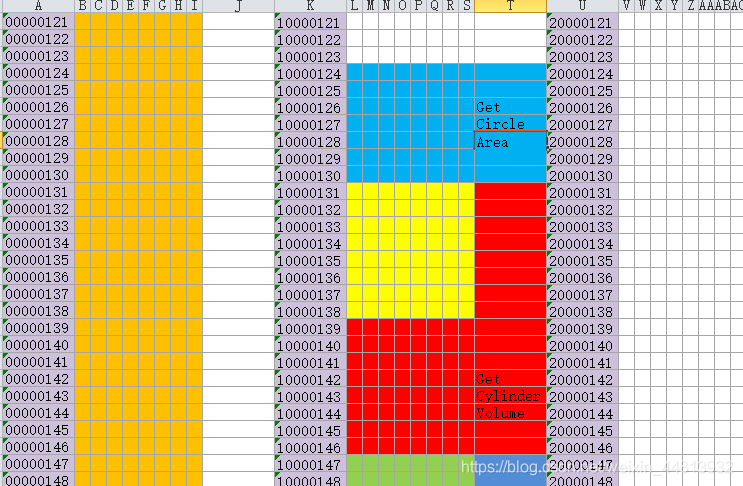 A B C D E F G H I J K L M N O P Q R S T U V W X Y Z AA AB AC
00000121 10000121 20000121
00000122 10000122 20000122
00000123 10000123 20000123
00000124 10000124 20000124
00000125 10000125 20000125
00000126 10000126 Get 20000126
00000127 10000127 Circle 20000127
00000128 10000128 Area 20000128
00000129 10000129 20000129
00000130 10000130 20000130
00000131 10000131 20000131
00000132 10000132 20000132
00000133 10000133 20000133
00000134 10000134 20000134
00000135 10000135 20000135
00000136 10000136 20000136
00000137 10000137 20000137
00000138 10000138 20000138
00000139 10000139 20000139
00000140 10000140 20000140
00000141 10000141 20000141
00000142 10000142 Get 20000142
00000143 10000143 Cylinder 20000143
00000144 10000144 Volume 20000144
00000145 10000145 20000145
00000146 10000146 20000146
00000147 10000147 20000147
00000148 10000148 20000148
https://blog.csdn.net/weixin_44813932